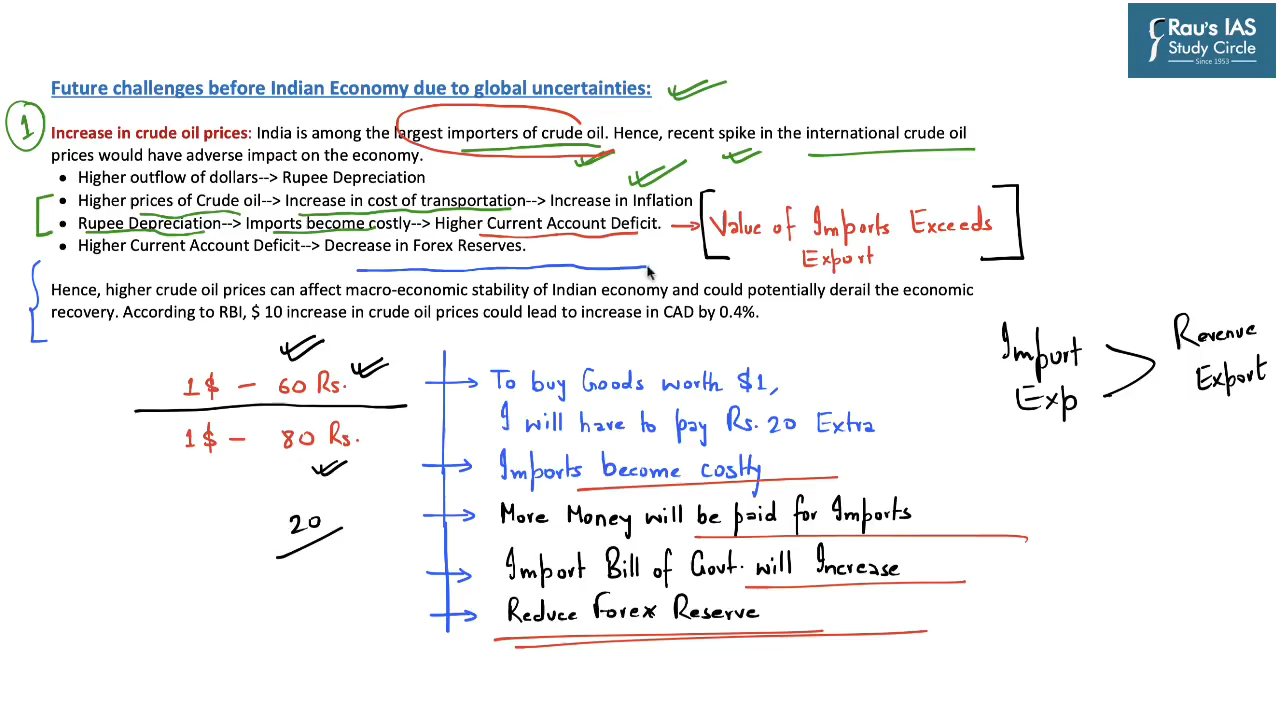 Rau's IAS
Study Circle
Since 1953
Future challenges before Indian Economy due to global uncertainties:
1
Increase in crude oil prices: India is among the largest importers of crude oil. Hence, recent spike in the international crude oil
prices would have adverse impact on the economy.
• Higher outflow of dollars--> Rupee Depreciation
• Higher prices of Crude oil--> Increase in cost of transportation--> Increase in Inflation
• Rupee Depreciation--> Imports become costly--> Higher Current Account Deficit.
• Higher Current Account Deficit--> Decrease in Forex Reserves.
Value of Imports Exceeds
Export
Hence, higher crude oil prices can affect macro-economic stability of Indian economy and could potentially derail the economic
recovery. According to RBI, $ 10 increase in crude oil prices could lead to increase in CAD by 0.4%.
1$ - 60 Rs.
1$ - 80 Rs.
20
To buy Goods worth $1,
I will have to pay Rs. 20 Extra
Imports become costly
More Money will be paid for Imports
Import Bill of Govt. will Increase
Reduce Forex Reserve
Import
Exp
Revenue
Export